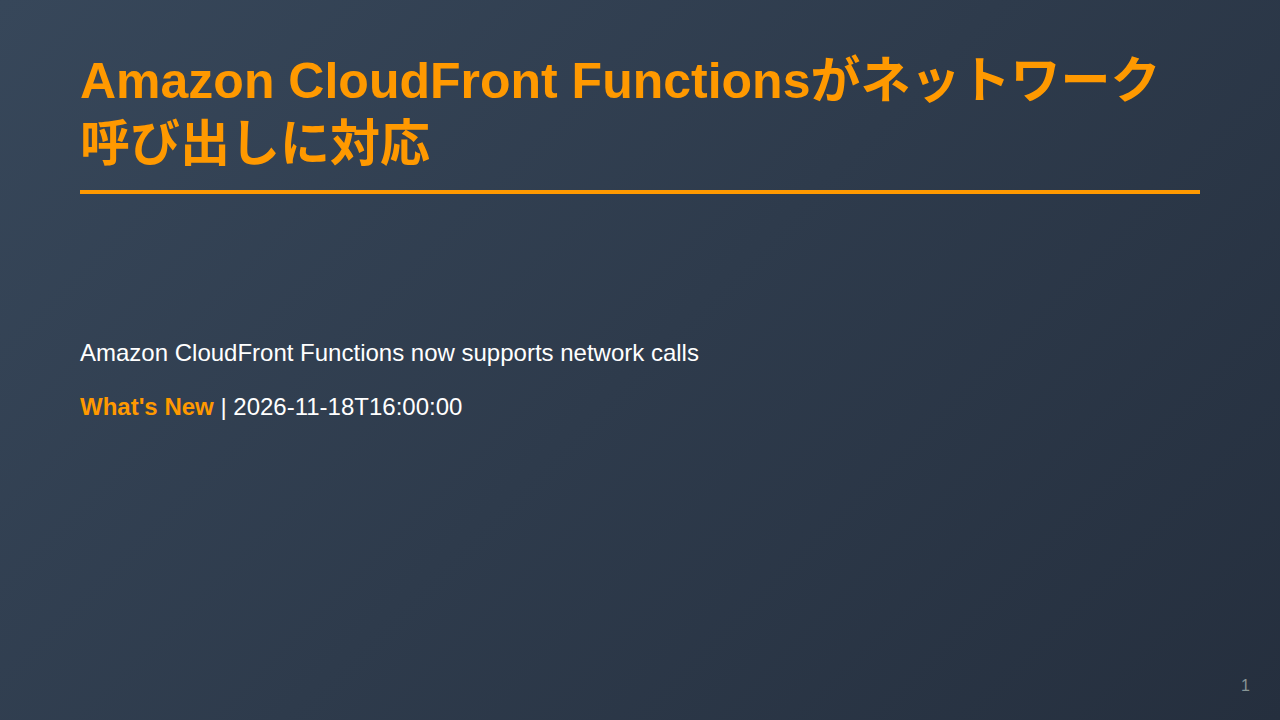 Amazon CloudFront Functionsがネットワーク
呼び出しに対応
Amazon CloudFront Functions now supports network calls
What's New | 2026-11-18T16:00:00
1